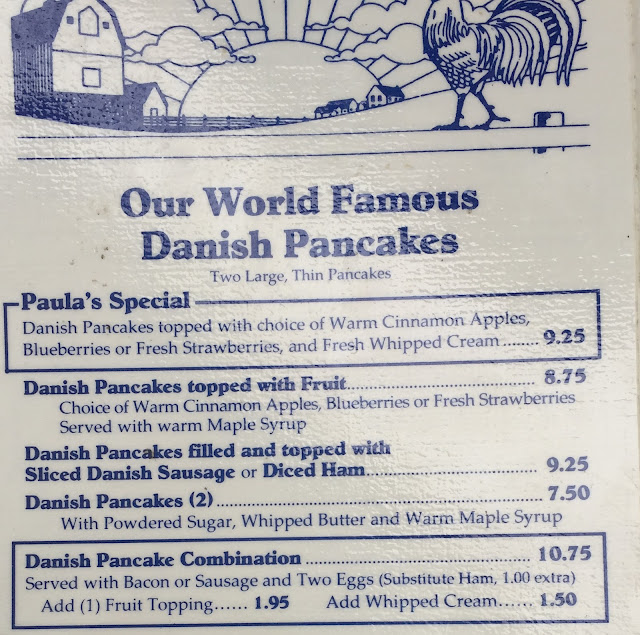 Our World Famous
Danish Pancakes
Two Large, Thin Pancakes
Paula's Special
Danish Pancakes topped with choice of Warm Cinnamon Apples,
Blueberries or Fresh Strawberries, and Fresh Whipped Cream ....... 9.25
Danish Pancakes topped with Fruit............................................ 8.75
Choice of Warm Cinnamon Apples, Blueberries or Fresh Strawberries
Served with warm Maple Syrup
Danish Pancakes filled and topped with
Sliced Danish Sausage or Diced Ham........................................ 9.25
Danish Pancakes (2) ................................................................ 7.50
With Powdered Sugar, Whipped Butter and Warm Maple Syrup
Danish Pancake Combination .................................................. 10.75
Served with Bacon or Sausage and Two Eggs (Substitute Ham, 1.00 extra)
Add (1) Fruit Topping...... 1.95 Add Whipped Cream...... 1.50